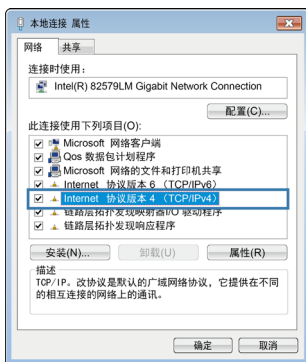 本地连接 属性
网络
共享
连接时使用：
Intel(R) 82579LM Gigabit Network Connection
配置(C)...
此连接使用下列项目(O):
Microsoft 网络客户端
Qos 数据包计划程序
Microsoft 网络的文件和打印机共享
Internet 协议版本 6 （TCP/IPv6）
Internet 协议版本 4 （TCP/IPv4）
链路层拓扑发现映射器I/O 驱动程序
链路层拓扑发现响应程序
安装(N)...
卸载(U)
属性(R)
描述
TCP/IP。改协议是默认的广域网络协议，它提供在不同
的相互连接的网络上的通讯。
确定
取消